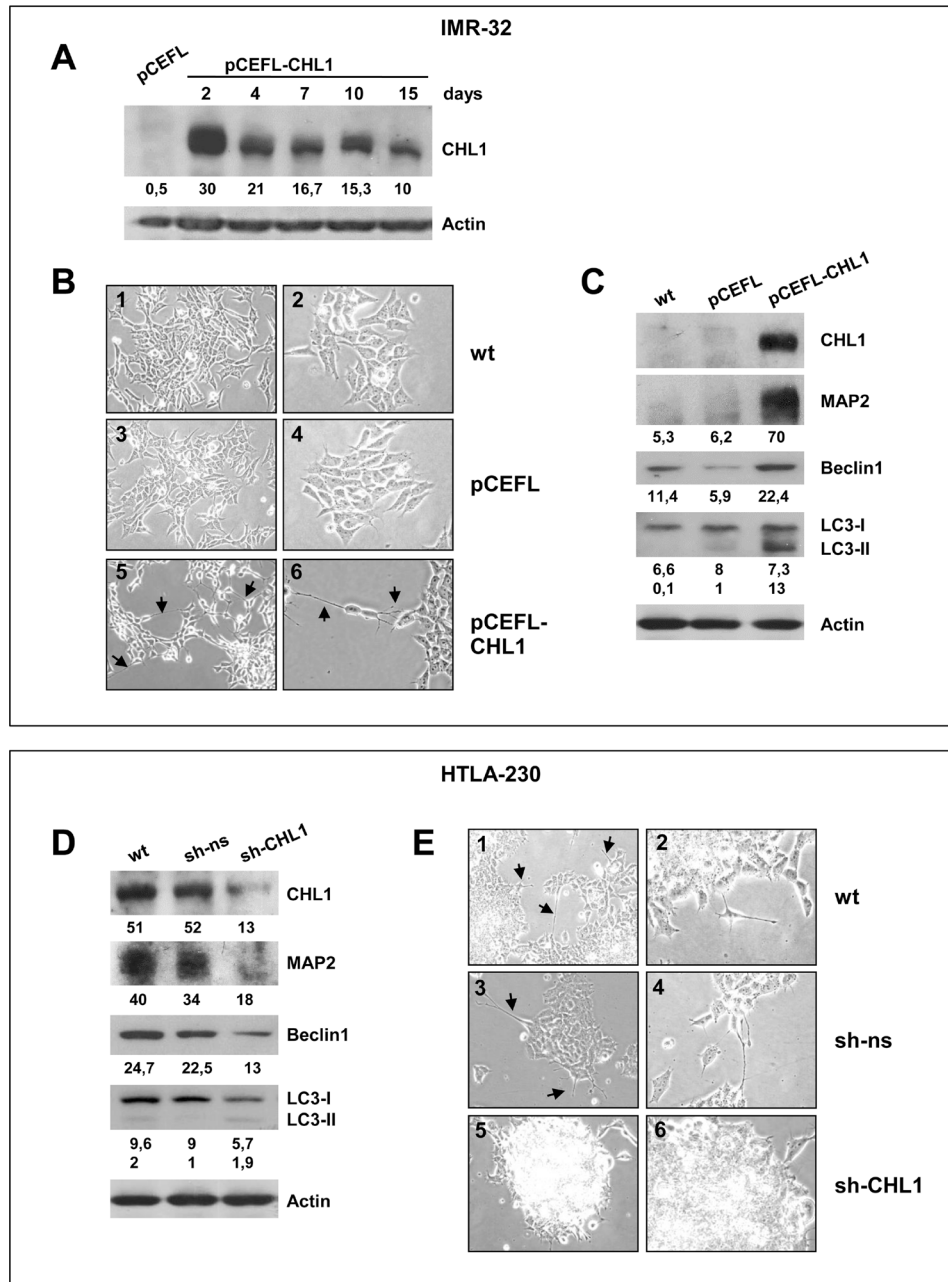 IMR-32
A
pCEFL
pCEFL-CHL1
2 4 7 10 15 days
CHL1
0,5 30 21 16,7 15,3 10
Actin
B
1 2
wt
3 4
pCEFL
5 6
pCEFL-
CHL1
C
wt pCEFL pCEFL-CHL1
CHL1
MAP2
5,3 6,2 70
Beclin1
11,4 5,9 22,4
LC3-I
LC3-II
6,6 8 7,3
0,1 1 13
Actin
HTLA-230
D
wt sh-ns sh-CHL1
CHL1
51 52 13
MAP2
40 34 18
Beclin1
24,7 22,5 13
LC3-I
LC3-II
9,6 9 5,7
2 1 1,9
Actin
E
1 2
wt
3 4
sh-ns
5 6
sh-CHL1